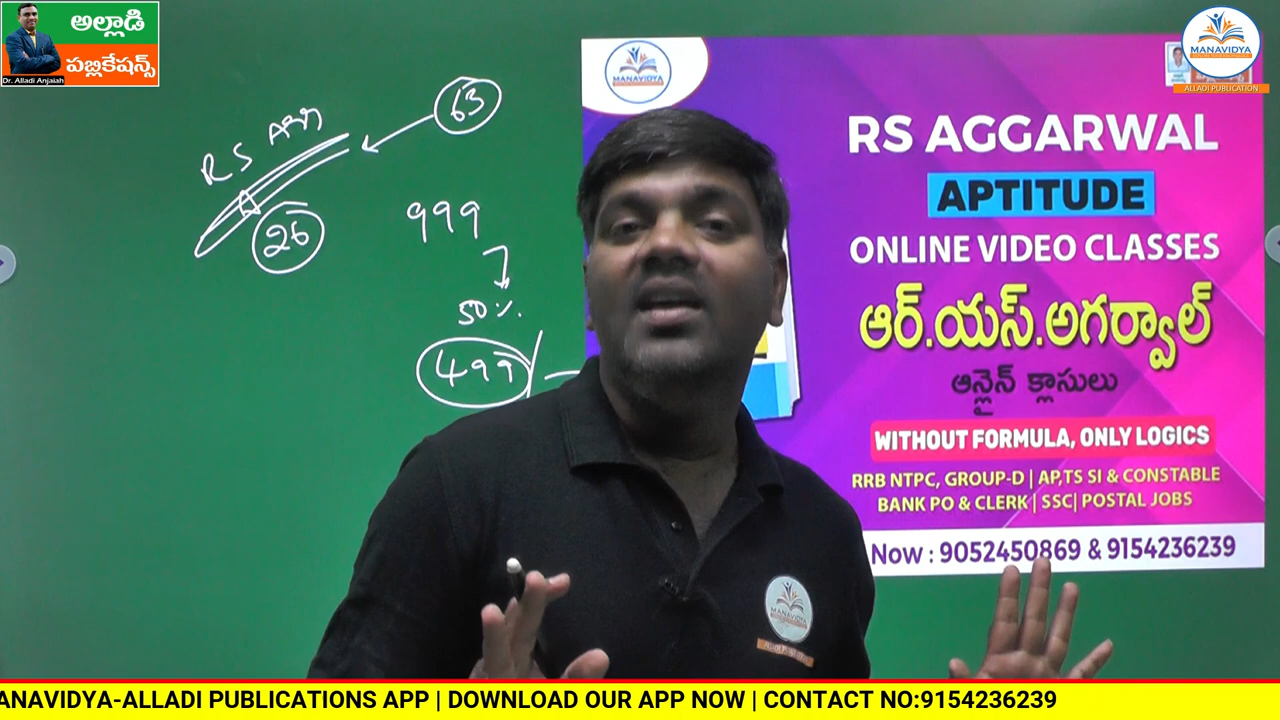 అల్లాడి
పబ్లికేషన్స్
Dr. Alladi Anjaiah
MANAVIDYA
ALLADI PUBLICATION
MANAVIDYA
RS AGGARWAL
APTITUDE
ONLINE VIDEO CLASSES
ఆర్.యస్.అగర్వాల్
ఆన్లైన్ క్లాసులు
WITHOUT FORMULA, ONLY LOGICS
RRB NTPC, GROUP-D | AP,TS SI & CONSTABLE
BANK PO & CLERK | SSC| POSTAL JOBS
Now : 9052450869 & 9154236239
RS
63
26
999
50%.
499
MANAVIDYA
ANAVIDYA-ALLADI PUBLICATIONS APP | DOWNLOAD OUR APP NOW | CONTACT NO:9154236239